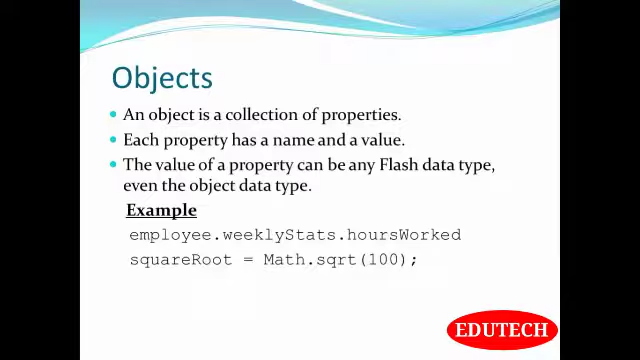 Objects
An object is a collection of properties.
Each property has a name and a value.
The value of a property can be any Flash data type,
even the object data type.
Example
employee.weeklyStats.hoursWorked
squareRoot = Math.sqrt(100);
EDUTECH